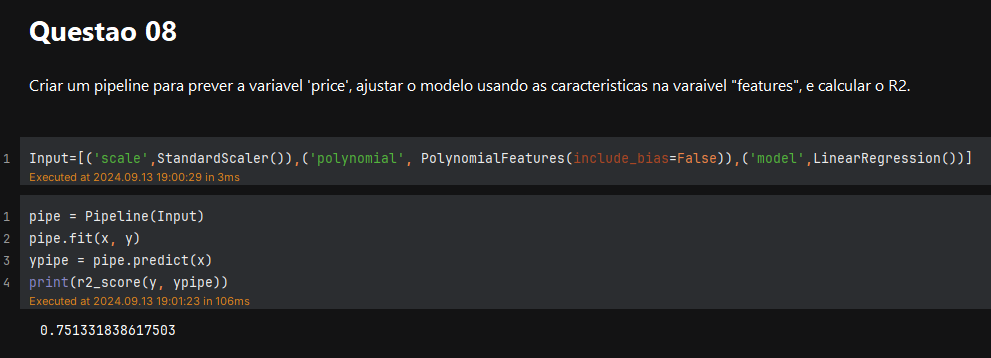 Questao 08
Criar um pipeline para prever a variavel 'price', ajustar o modelo usando as caracteristicas na varaivel "features", e calcular o R2.
1 Input=[('scale',StandardScaler()),('polynomial', PolynomialFeatures(include_bias=False)),('model',LinearRegression())]
Executed at 2024.09.13 19:00:29 in 3ms
1 pipe = Pipeline(Input)
2 pipe.fit(x, y)
3 ypipe = pipe.predict(x)
4 print(r2_score(y, ypipe))
Executed at 2024.09.13 19:01:23 in 106ms
0.751331838617503